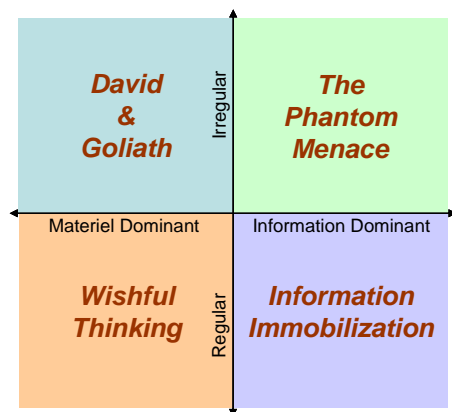 David
&
Goliath
Irregular
The
Phantom
Menace
Materiel Dominant
Information Dominant
Wishful
Thinking
Regular
Information
Immobilization